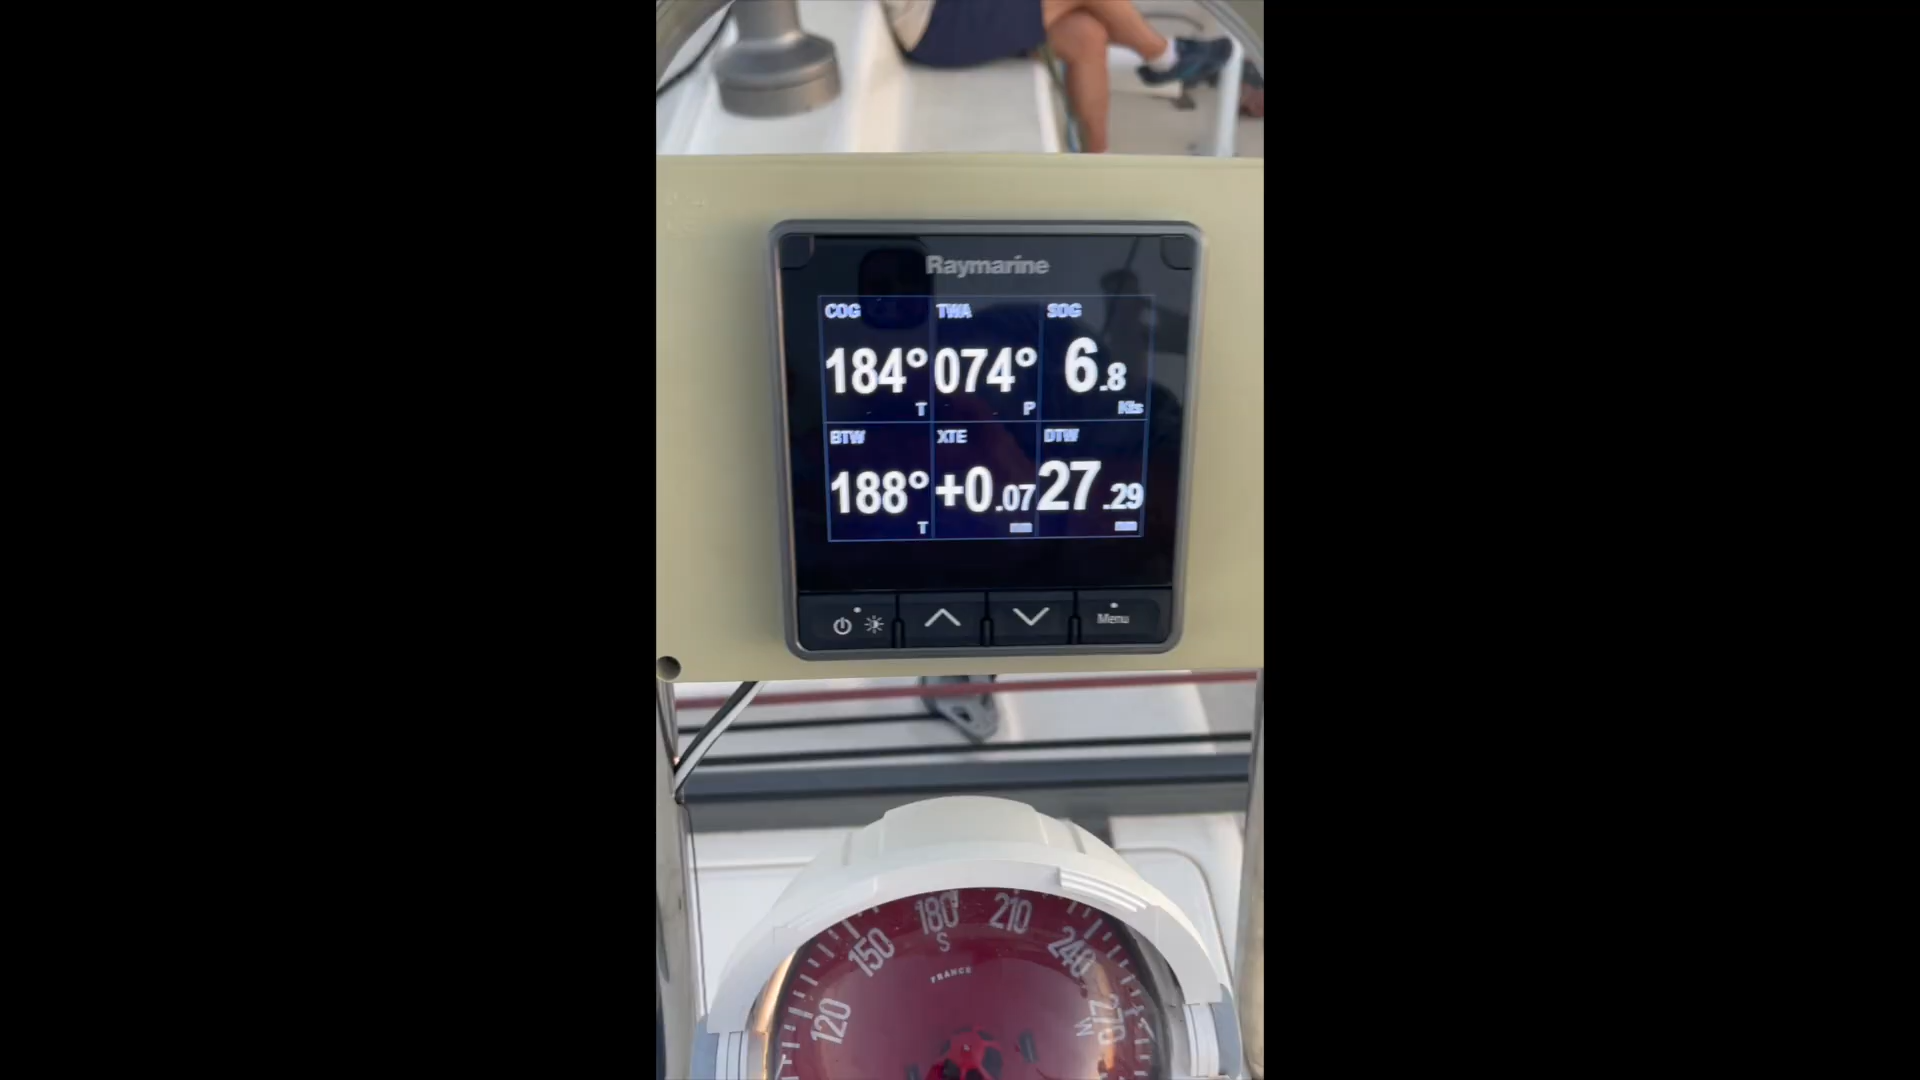 Raymarine
COG TWA SOG
184° 074° 6.8
T P Kts
BTW XTE DTW
188° +0.07 27.29
T nm nm
Menu
180 210
S
150 240
FRANCE
120 270
W